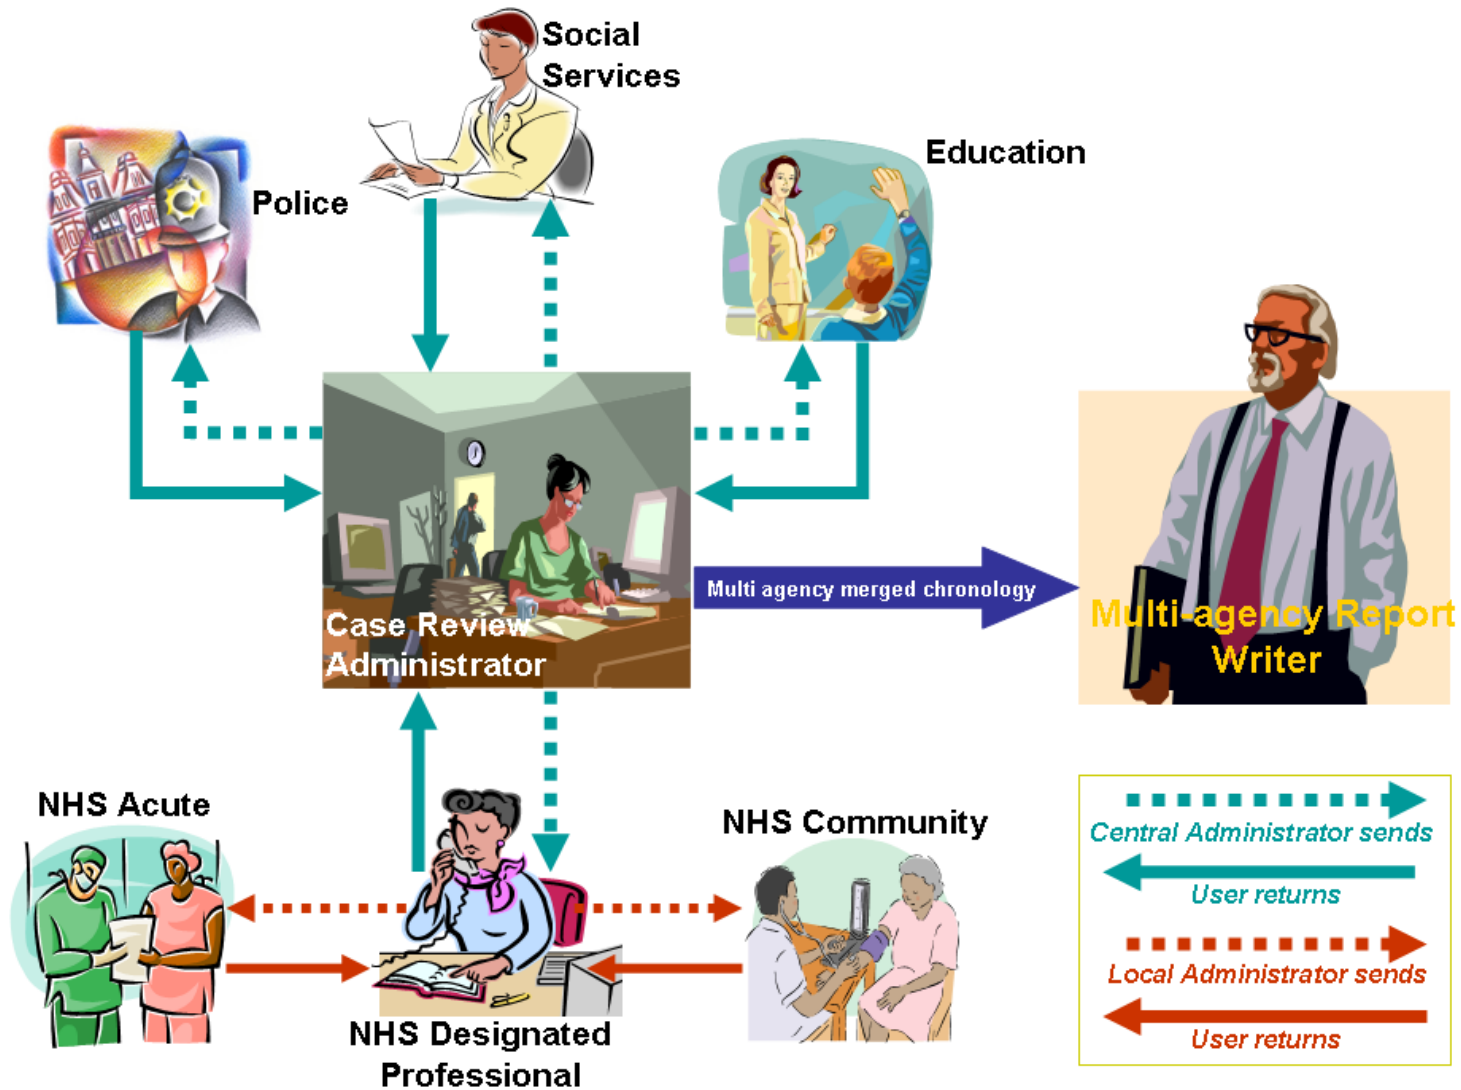 Social
Services
Police
Education
Case Review
Administrator
Multi agency merged chronology
Multi-agency Report
Writer
NHS Acute
NHS Community
NHS Designated
Professional
Central Administrator sends
User returns
Local Administrator sends
User returns